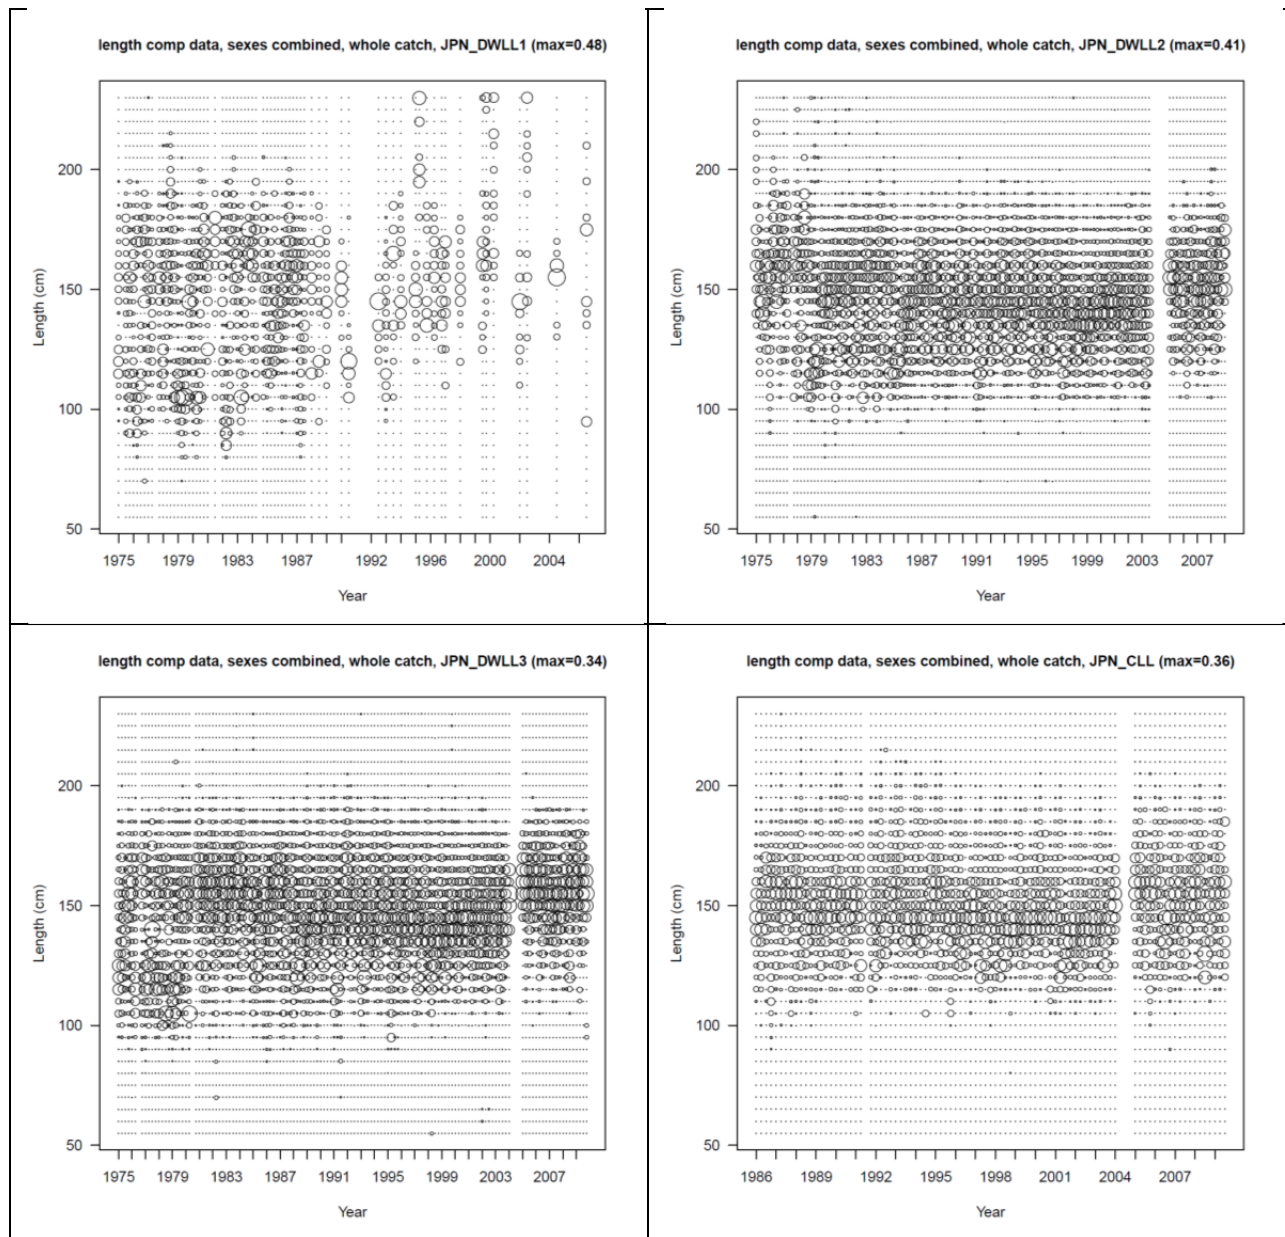 length comp data, sexes combined, whole catch, JPN_DWLL1 (max=0.48)
200
150
100
50
Length (cm)
1975 1979 1983 1987 1992 1996 2000 2004
Year
length comp data, sexes combined, whole catch, JPN_DWLL2 (max=0.41)
200
150
100
50
Length (cm)
1975 1979 1983 1987 1991 1995 1999 2003 2007
Year
length comp data, sexes combined, whole catch, JPN_DWLL3 (max=0.34)
200
150
100
50
Length (cm)
1975 1979 1983 1987 1991 1995 1999 2003 2007
Year
length comp data, sexes combined, whole catch, JPN_CLL (max=0.36)
200
150
100
50
Length (cm)
1986 1989 1992 1995 1998 2001 2004 2007
Year